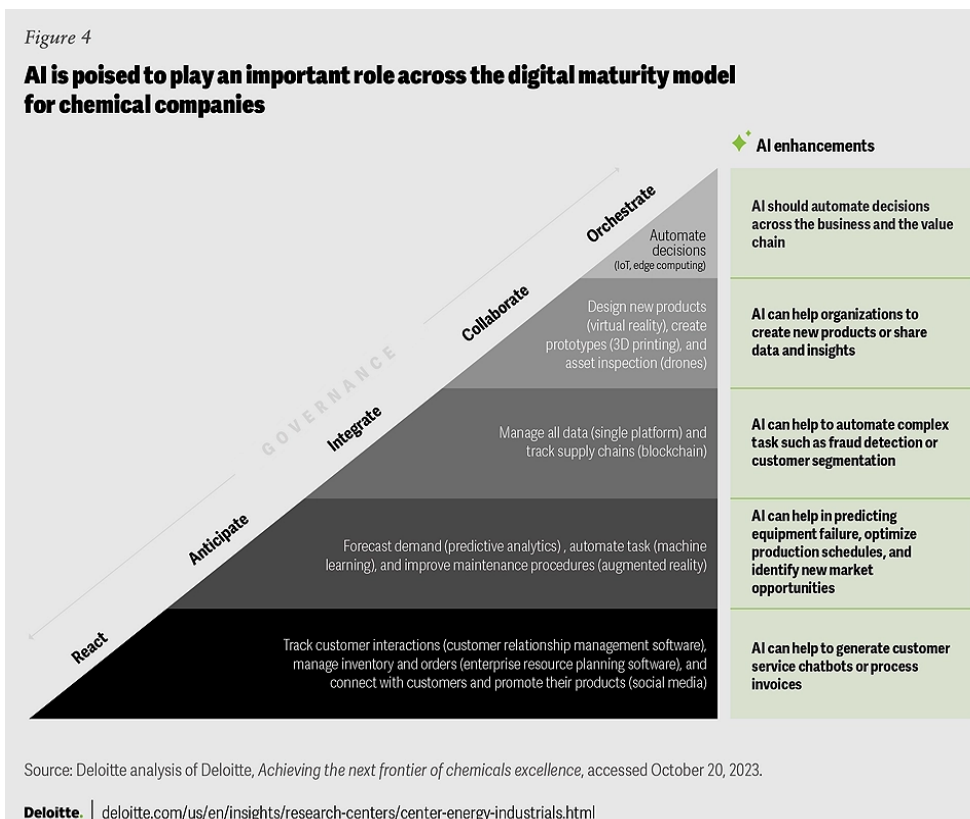 Figure 4
AI is poised to play an important role across the digital maturity model
for chemical companies
AI enhancements
Orchestrate
Automate
decisions
(IoT, edge computing)
AI should automate decisions
across the business and the value
chain
Collaborate
Design new products
(virtual reality), create
prototypes (3D printing), and
asset inspection (drones)
AI can help organizations to
create new products or share
data and insights
GOVERNANCE
Integrate
Manage all data (single platform) and
track supply chains (blockchain)
AI can help to automate complex
task such as fraud detection or
customer segmentation
Anticipate
Forecast demand (predictive analytics) , automate task (machine
learning), and improve maintenance procedures (augmented reality)
AI can help in predicting
equipment failure, optimize
production schedules, and
identify new market
opportunities
React
Track customer interactions (customer relationship management software),
manage inventory and orders (enterprise resource planning software), and
connect with customers and promote their products (social media)
AI can help to generate customer
service chatbots or process
invoices
Source: Deloitte analysis of Deloitte, Achieving the next frontier of chemicals excellence, accessed October 20, 2023.
Deloitte. | deloitte.com/us/en/insights/research-centers/center-energy-industrials.html